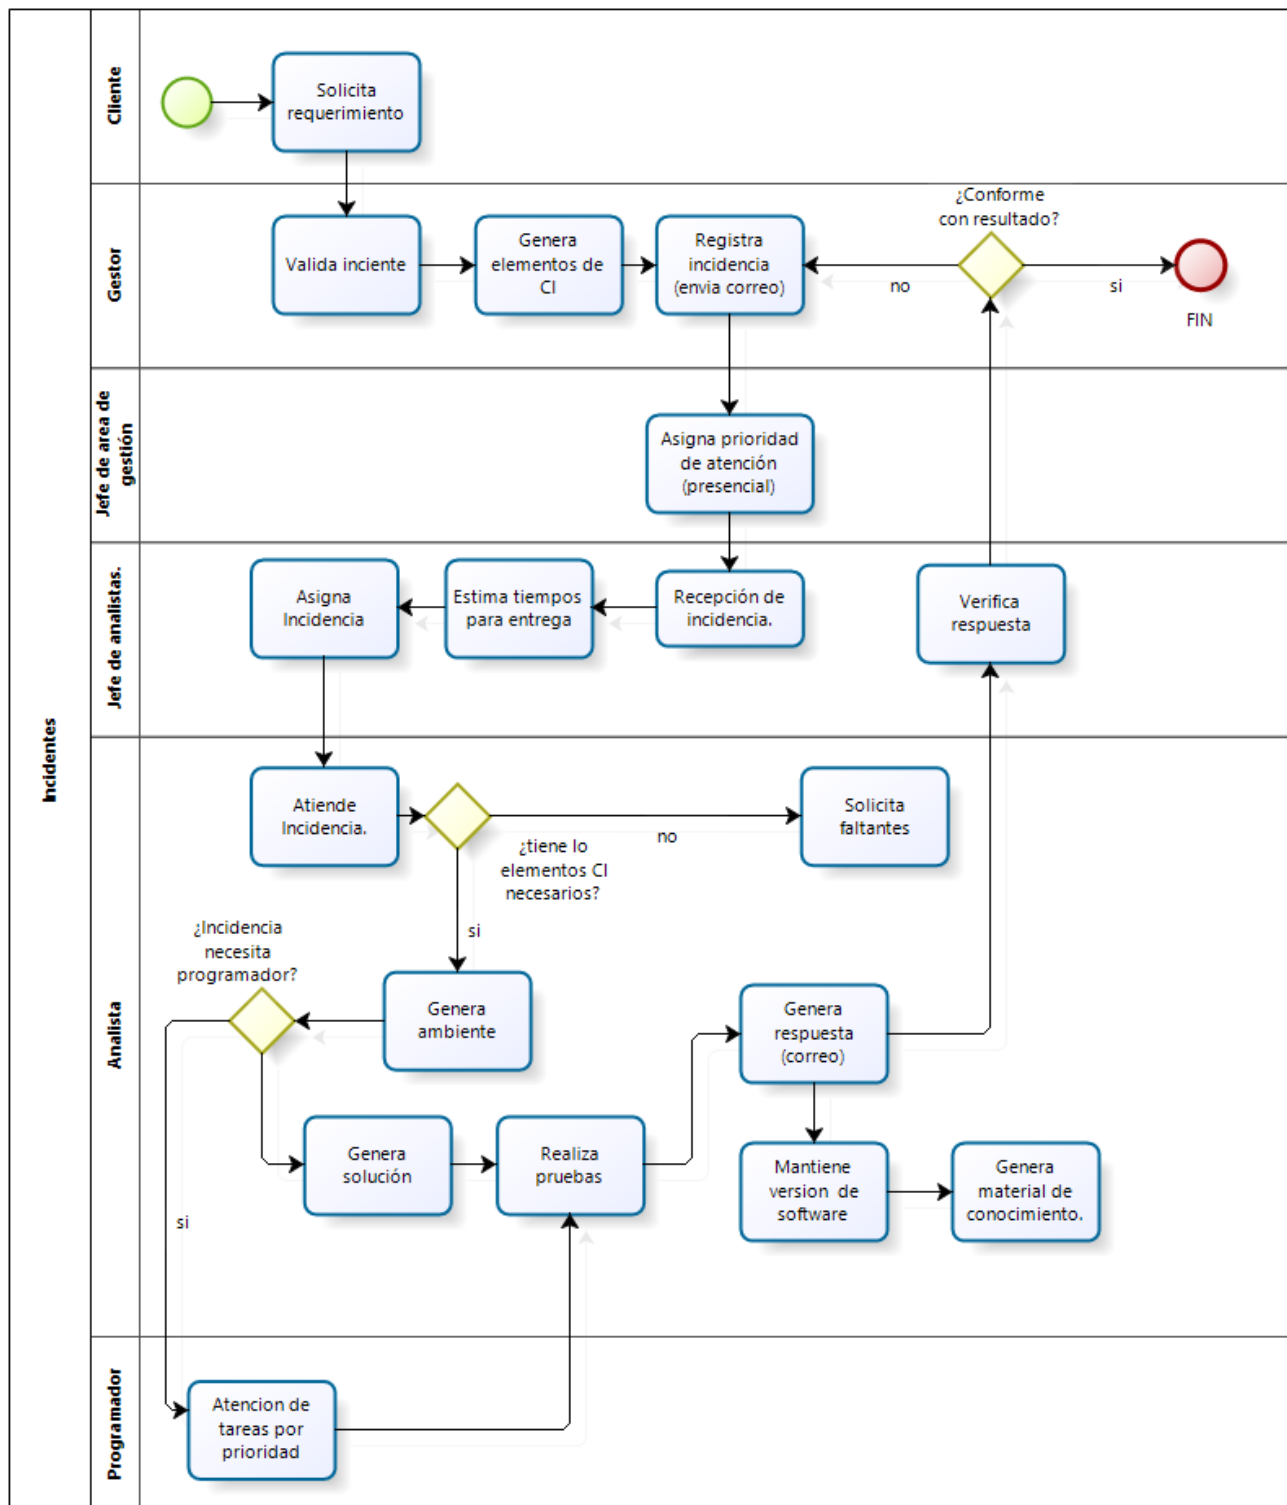 Incidentes
Cliente
Solicita
requerimiento
Gestor
Valida inciente
Genera
elementos de
CI
Registra
incidencia
(envia correo)
¿Conforme
con resultado?
no
si
FIN
Jefe de area de
gestión
Asigna prioridad
de atención
(presencial)
Jefe de analistas.
Asigna
Incidencia
Estima tiempos
para entrega
Recepción de
incidencia.
Verifica
respuesta
Analista
Atiende
Incidencia.
¿tiene lo
elementos CI
necesarios?
no
Solicita
faltantes
si
¿Incidencia
necesita
programador?
Genera
ambiente
Genera
respuesta
(correo)
Genera
solución
Realiza
pruebas
Mantiene
version de
software
Genera
material de
conocimiento.
si
Programador
Atencion de
tareas por
prioridad